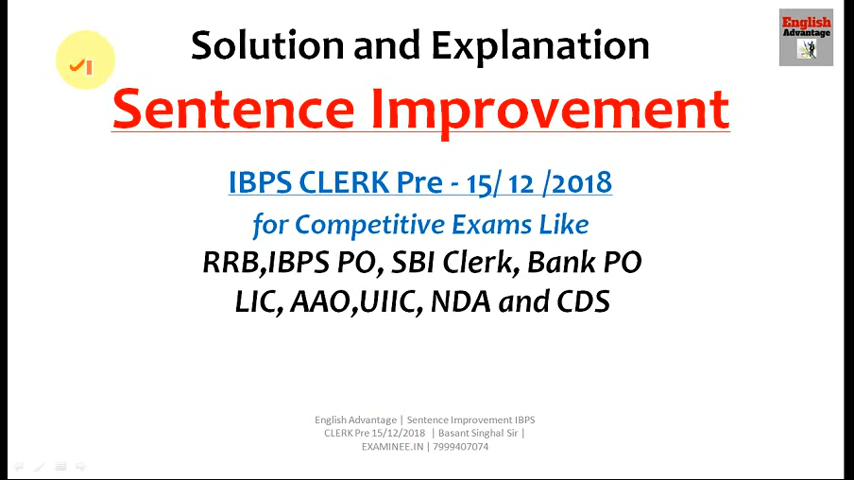 Solution and Explanation
English
Advantage
Sentence Improvement
IBPS CLERK Pre - 15/ 12 /2018
for Competitive Exams Like
RRB,IBPS PO, SBI Clerk, Bank PO
LIC, AAO,UIIC, NDA and CDS
English Advantage | Sentence Improvement IBPS
CLERK Pre 15/12/2018 | Basant Singhal Sir |
EXAMINEE.IN | 7999407074